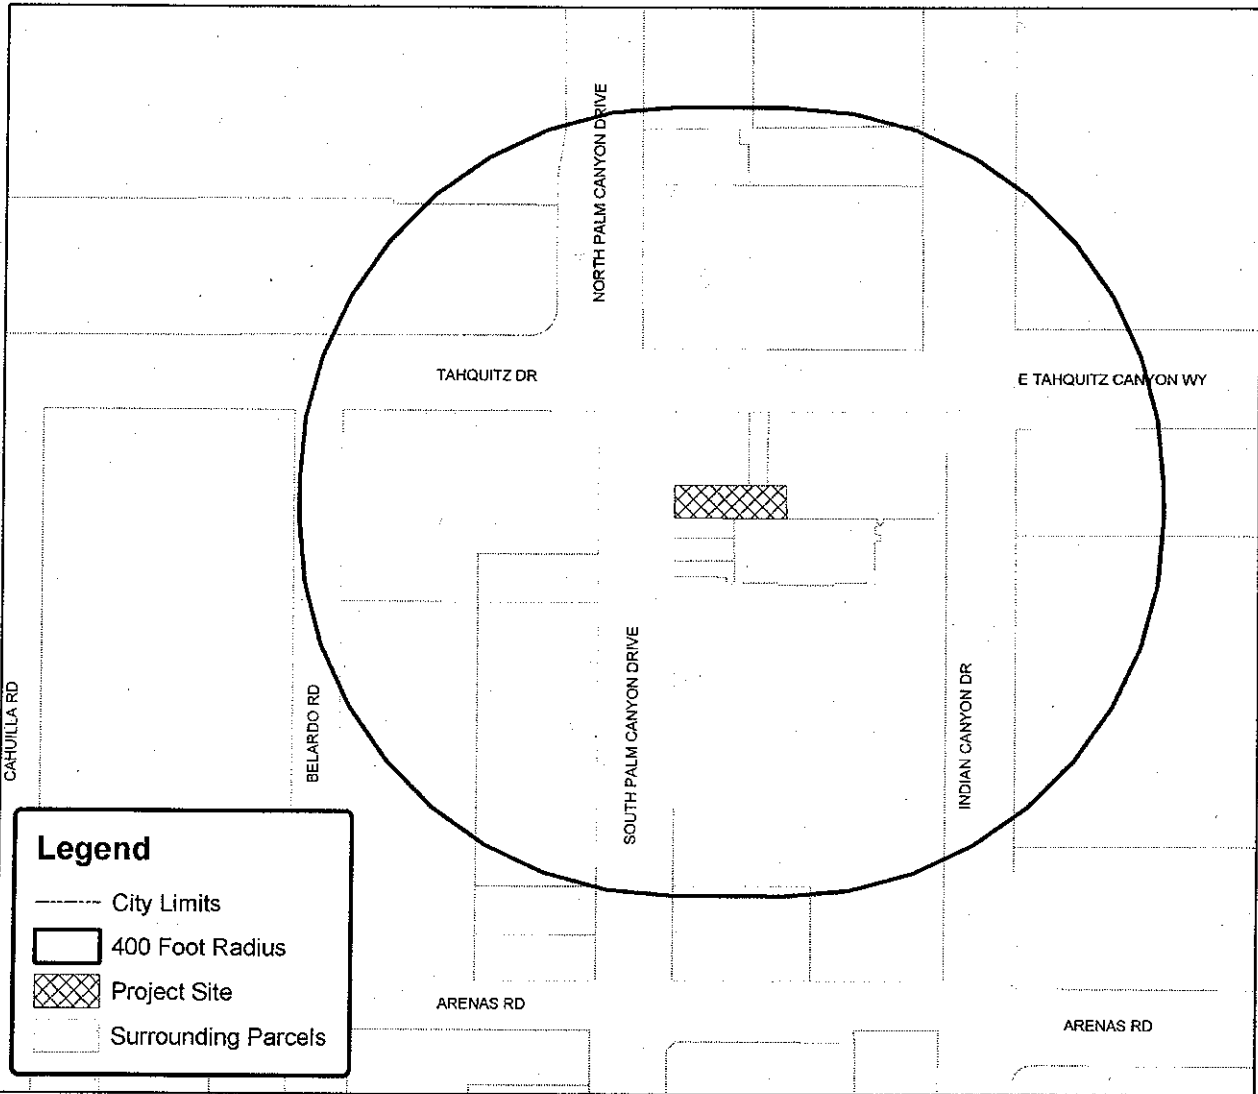 NORTH PALM CANYON DRIVE
TAHQUITZ DR
E TAHQUITZ CANYON WY
CAHUILLA RD
BELARDO RD
SOUTH PALM CANYON DRIVE
INDIAN CANYON DR
Legend
City Limits
400 Foot Radius
Project Site
Surrounding Parcels
ARENAS RD
ARENAS RD